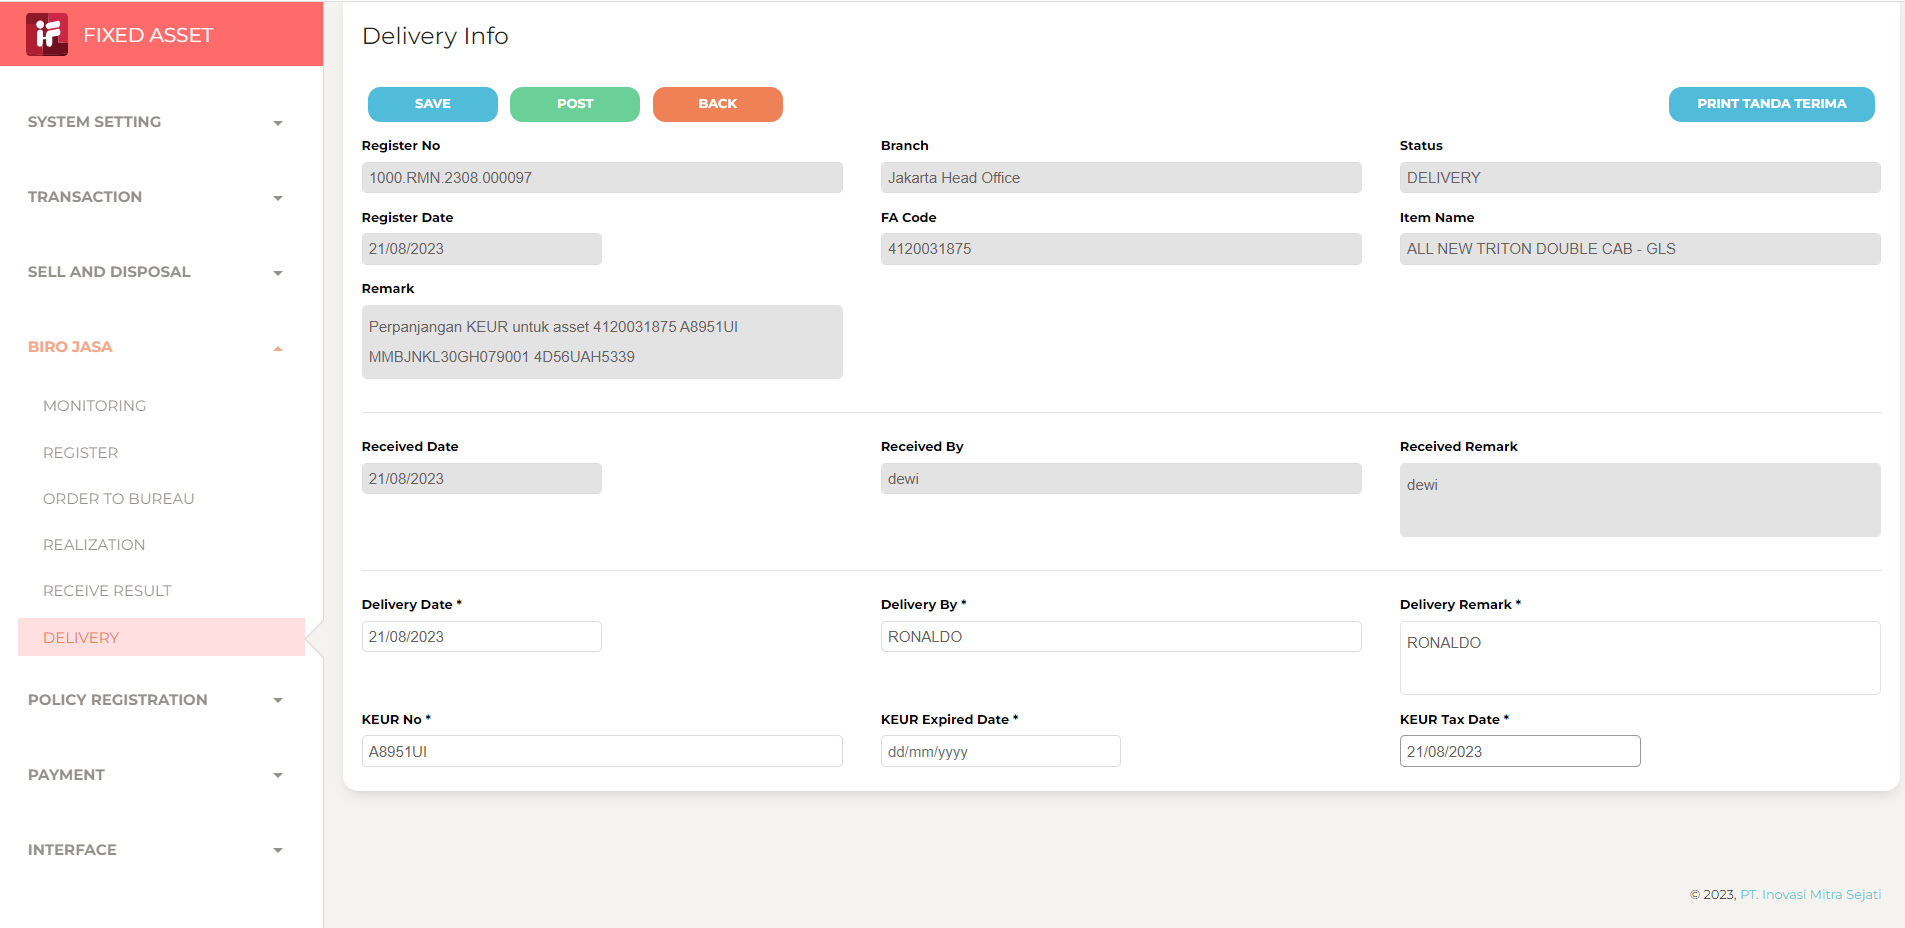 iF
FIXED ASSET
SYSTEM SETTING
TRANSACTION
SELL AND DISPOSAL
BIRO JASA
MONITORING
REGISTER
ORDER TO BUREAU
REALIZATION
RECEIVE RESULT
DELIVERY
POLICY REGISTRATION
PAYMENT
INTERFACE
Delivery Info
SAVE POST BACK PRINT TANDA TERIMA
Register No Branch Status
1000.RMN.2308.000097 Jakarta Head Office DELIVERY
Register Date FA Code Item Name
21/08/2023 4120031875 ALL NEW TRITON DOUBLE CAB - GLS
Remark
Perpanjangan KEUR untuk asset 4120031875 A8951UI
MMBJNKL30GH079001 4D56UAH5339
Received Date Received By Received Remark
21/08/2023 dewi dewi
Delivery Date * Delivery By * Delivery Remark *
21/08/2023 RONALDO RONALDO
KEUR No * KEUR Expired Date * KEUR Tax Date *
A8951UI dd/mm/yyyy 21/08/2023
© 2023, PT. Inovasi Mitra Sejati